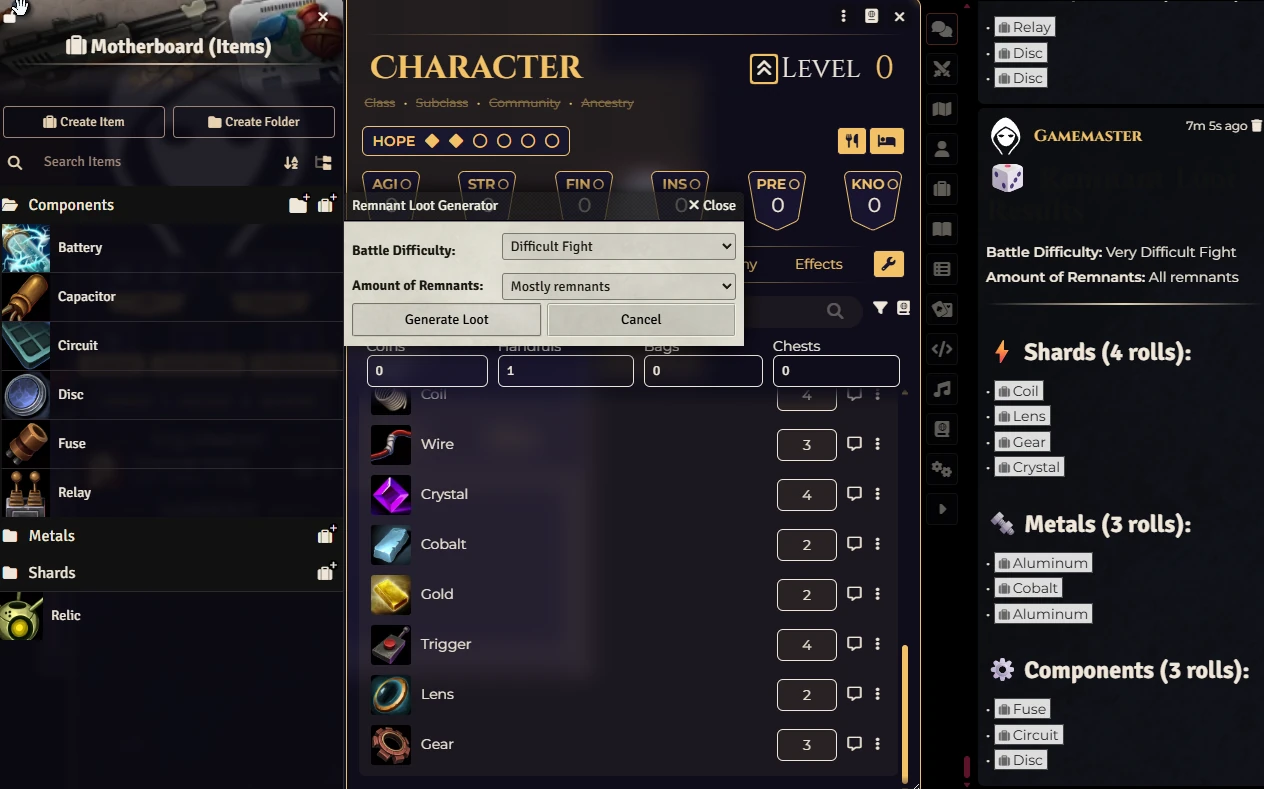 Motherboard (Items)
Create Item
Create Folder
Search Items
Components
Battery
Capacitor
Circuit
Disc
Fuse
Relay
Metals
Shards
Relic
Character
Level 0
Class • Subclass • Community • Ancestry
HOPE
AGI STR FIN INS PRE KNO
0 0 0 0 0 0
Effects
Remnant Loot Generator
Close
Battle Difficulty: Difficult Fight
Amount of Remnants: Mostly remnants
Generate Loot
Cancel
Coins Handfuls Bags Chests
0 1 0 0
Coil 4
Wire 3
Crystal 4
Cobalt 2
Gold 2
Trigger 4
Lens 2
Gear 3
Relay
Disc
Disc
Gamemaster
7m 5s ago
Results
Battle Difficulty: Very Difficult Fight
Amount of Remnants: All remnants
Shards (4 rolls):
Coil
Lens
Gear
Crystal
Metals (3 rolls):
Aluminum
Cobalt
Aluminum
Components (3 rolls):
Fuse
Circuit
Disc